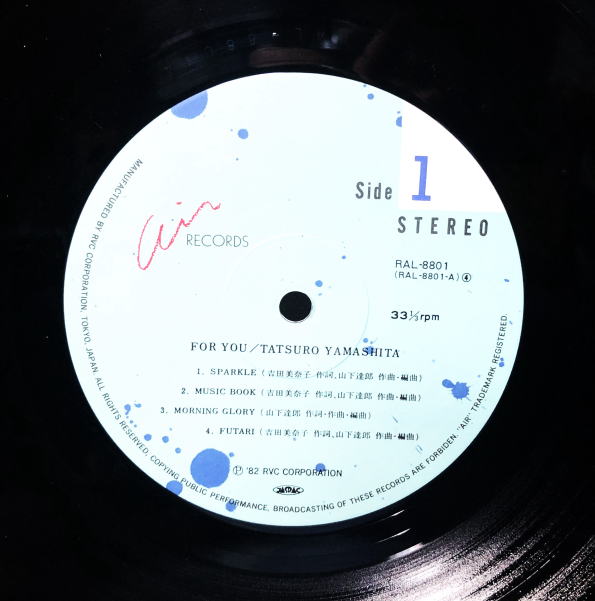 Side 1
STEREO
Air RECORDS
RAL-8801
(RAL-8801-A) ④
33⅓rpm
FOR YOU／TATSURO YAMASHITA
1. SPARKLE (吉田美奈子 作詞、山下達郎 作曲・編曲)
2. MUSIC BOOK (吉田美奈子 作詞、山下達郎 作曲・編曲)
3. MORNING GLORY (山下達郎 作詞・作曲・編曲)
4. FUTARI (吉田美奈子 作詞、山下達郎 作曲・編曲)
Ⓟ '82 RVC CORPORATION
JASRAC
MANUFACTURED BY RVC CORPORATION, TOKYO, JAPAN. ALL RIGHTS RESERVED. COPYING PUBLIC PERFORMANCE, BROADCASTING OF THESE RECORDS ARE FORBIDEN. "AIR" TRADEMARK REGISTERED.